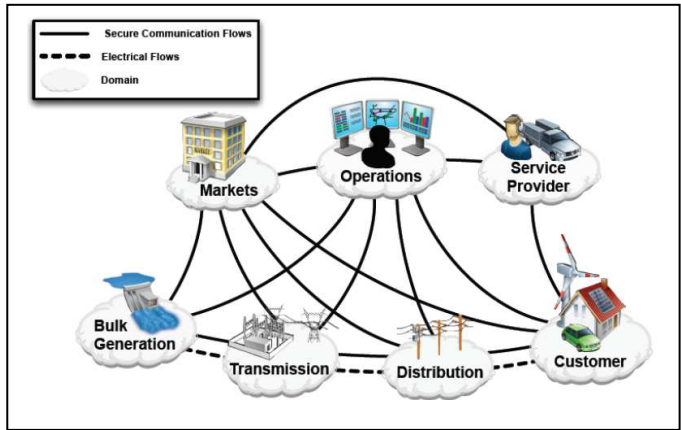 Secure Communication Flows
Electrical Flows
Domain
Markets
Operations
Service
Provider
Bulk
Generation
Transmission
Distribution
Customer